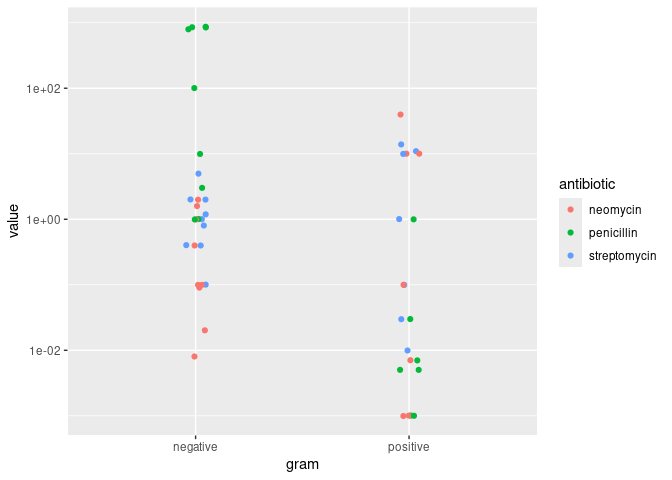 1e+02
1e+00
1e-02
value
negative
positive
gram
antibiotic
neomycin
penicillin
streptomycin